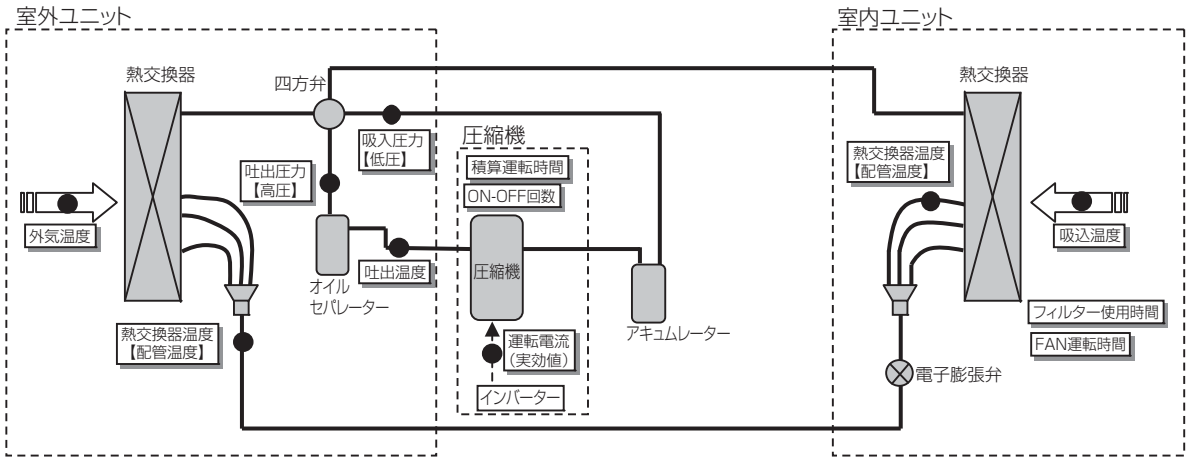 室外ユニット
室内ユニット
熱交換器
四方弁
熱交換器
吸入圧力
【低圧】
圧縮機
吐出圧力
【高圧】
積算運転時間
ON-OFF回数
熱交換器温度
【配管温度】
外気温度
吐出温度
圧縮機
吸込温度
オイル
セパレーター
アキュムレーター
フィルター使用時間
熱交換器温度
【配管温度】
運転電流
(実効値)
FAN運転時間
電子膨張弁
インバーター